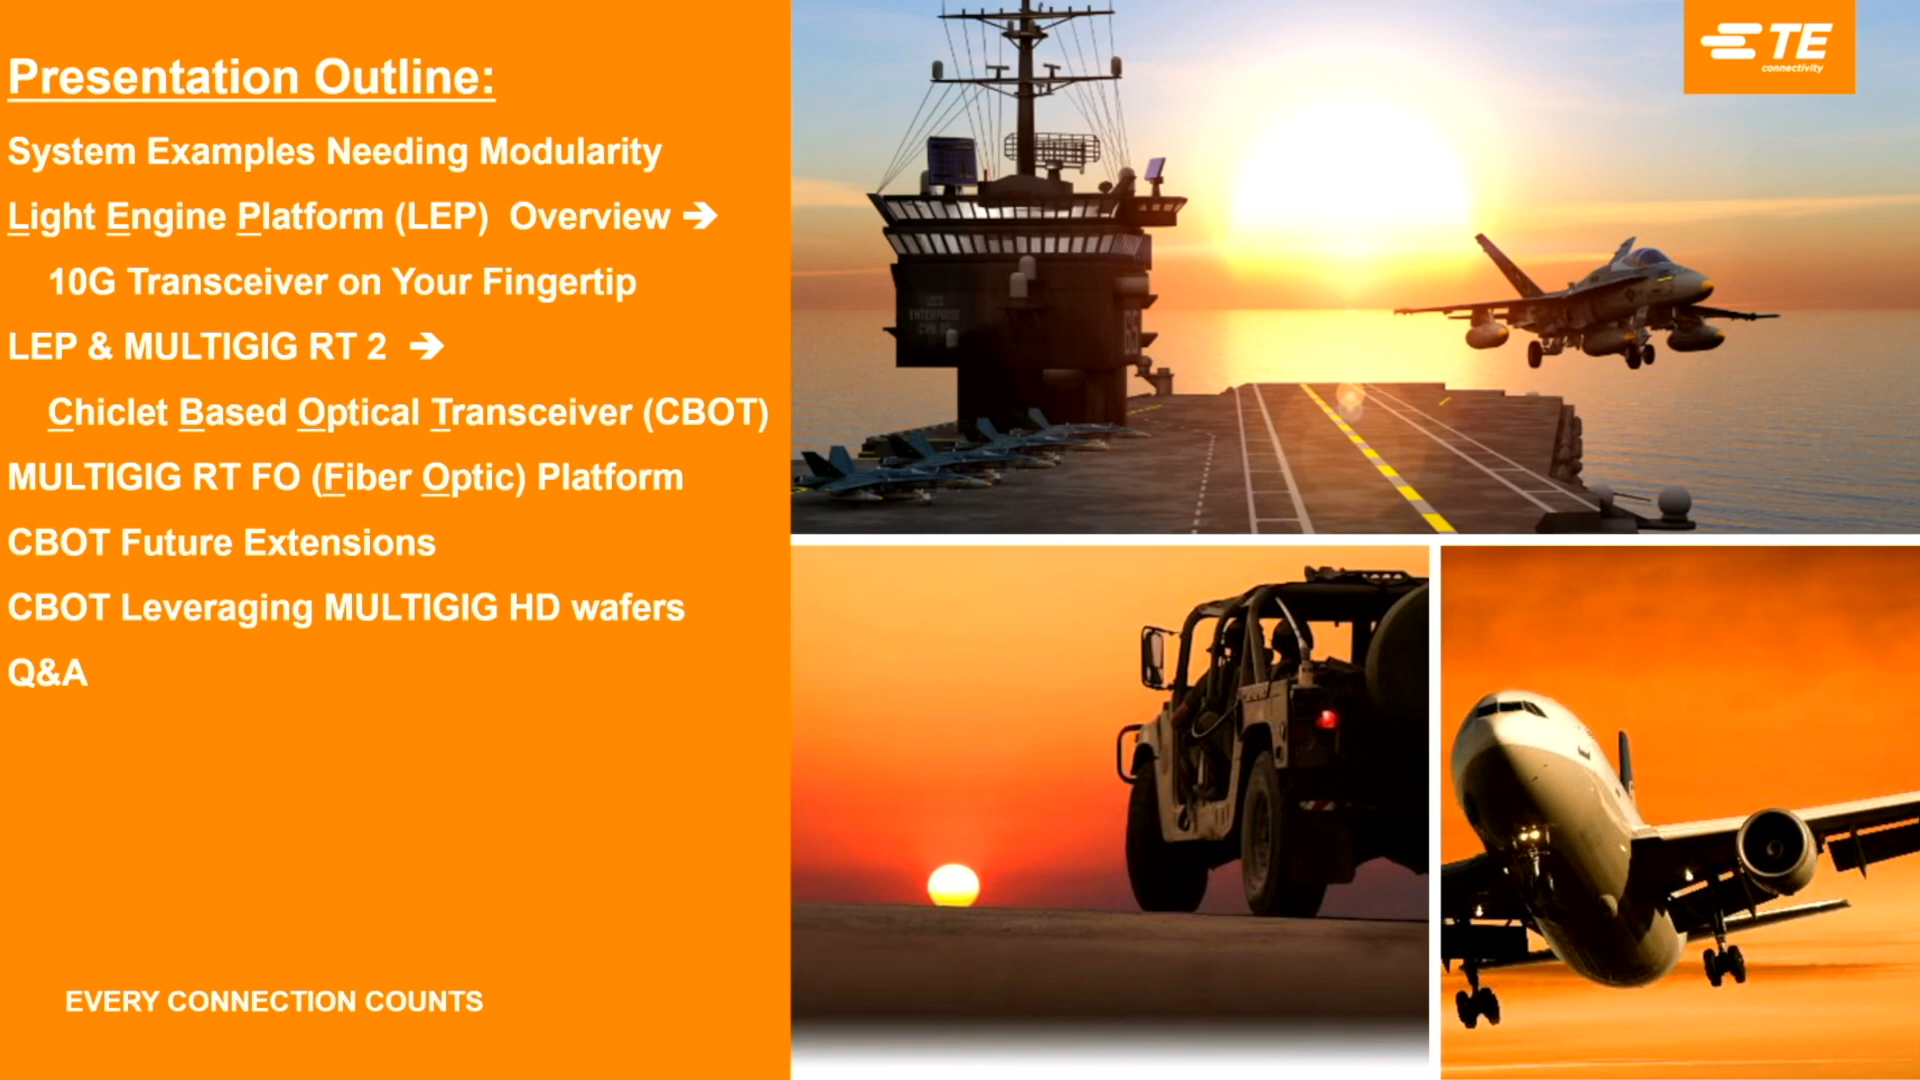 Presentation Outline:
System Examples Needing Modularity
Light Engine Platform (LEP) Overview ➔
10G Transceiver on Your Fingertip
LEP & MULTIGIG RT 2 ➔
Chiclet Based Optical Transceiver (CBOT)
MULTIGIG RT FO (Fiber Optic) Platform
CBOT Future Extensions
CBOT Leveraging MULTIGIG HD wafers
Q&A
EVERY CONNECTION COUNTS
TE
connectivity
USS
ENTERPRISE